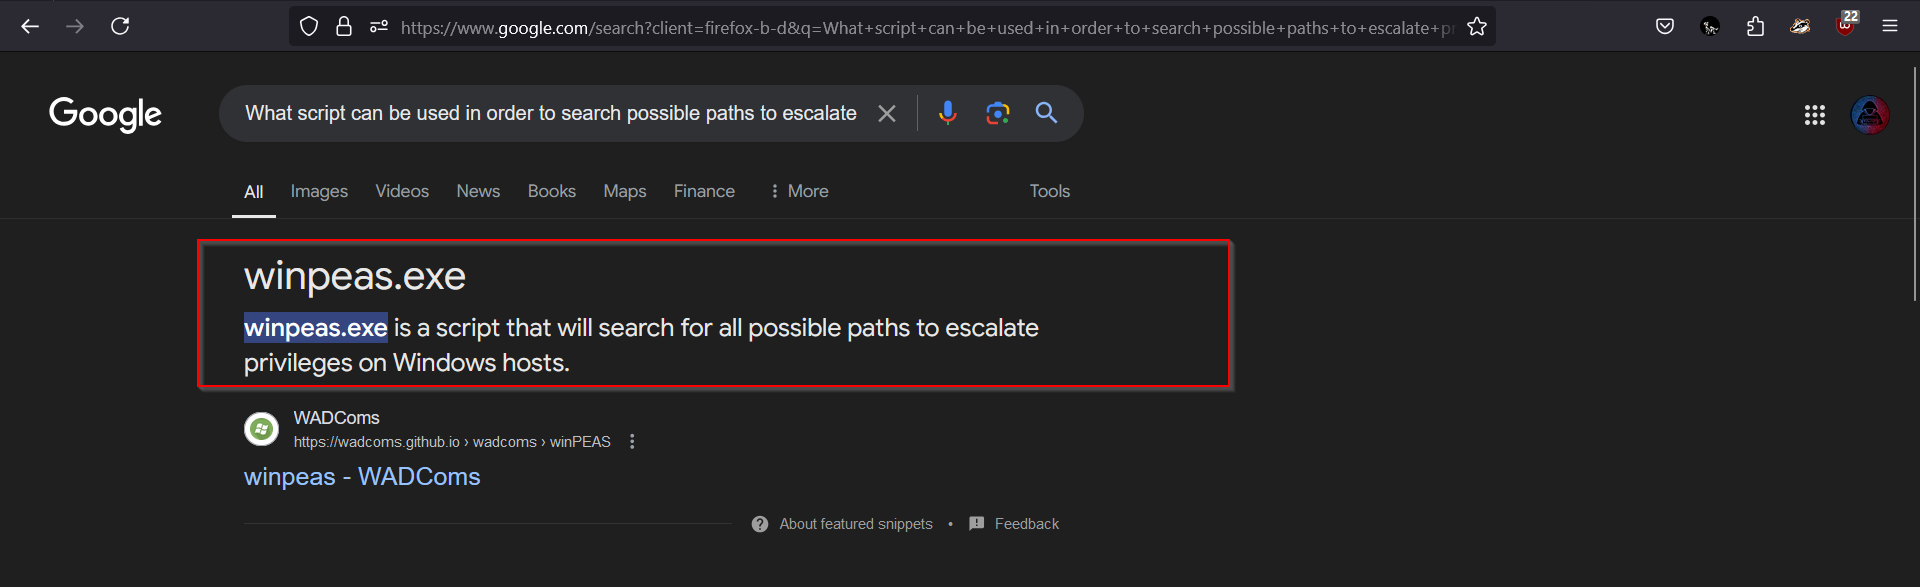 https://www.google.com/search?client=firefox-b-d&q=What+script+can+be+used+in+order+to+search+possible+paths+to+escalate+pr
22
Google
What script can be used in order to search possible paths to escalate
All Images Videos News Books Maps Finance More Tools
winpeas.exe
winpeas.exe is a script that will search for all possible paths to escalate
privileges on Windows hosts.
WADComs
https://wadcoms.github.io › wadcoms › winPEAS
winpeas - WADComs
About featured snippets • Feedback